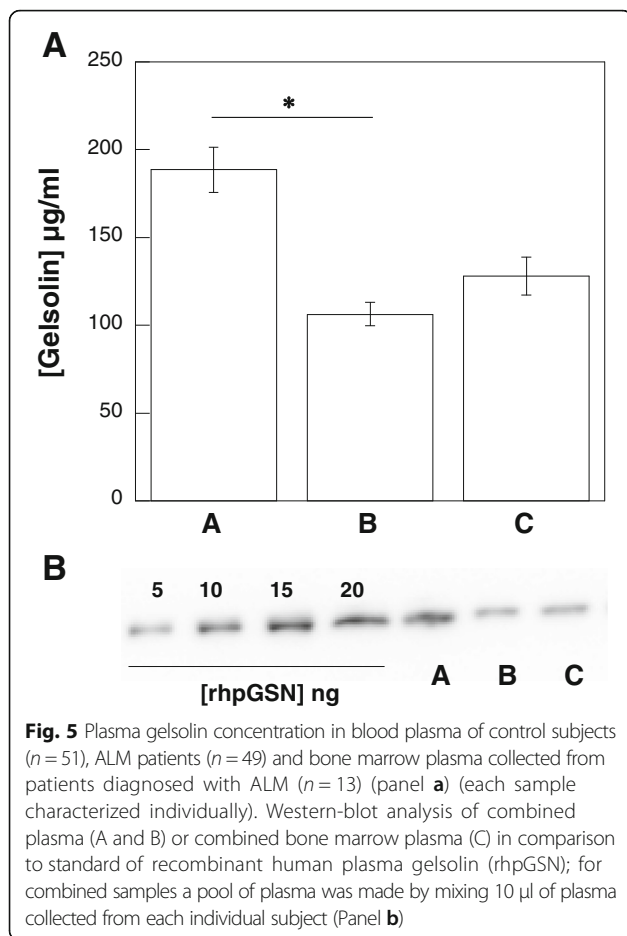 A
250
*
200
150
100
50
0
[Gelsolin] µg/ml
A B C
B
5 10 15 20
[rhpGSN] ng
A B C
Fig. 5 Plasma gelsolin concentration in blood plasma of control subjects
(n = 51), ALM patients (n = 49) and bone marrow plasma collected from
patients diagnosed with ALM (n = 13) (panel a) (each sample
characterized individually). Western-blot analysis of combined
plasma (A and B) or combined bone marrow plasma (C) in comparison
to standard of recombinant human plasma gelsolin (rhpGSN); for
combined samples a pool of plasma was made by mixing 10 µl of plasma
collected from each individual subject (Panel b)